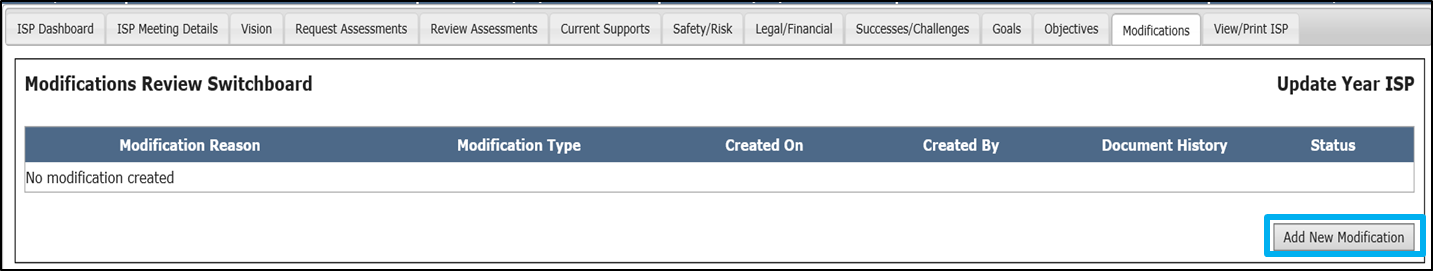 ISP Dashboard ISP Meeting Details Vision Request Assessments Review Assessments Current Supports Safety/Risk Legal/Financial Successes/Challenges Goals Objectives Modifications View/Print ISP
Modifications Review Switchboard Update Year ISP
Modification Reason Modification Type Created On Created By Document History Status
No modification created
Add New Modification